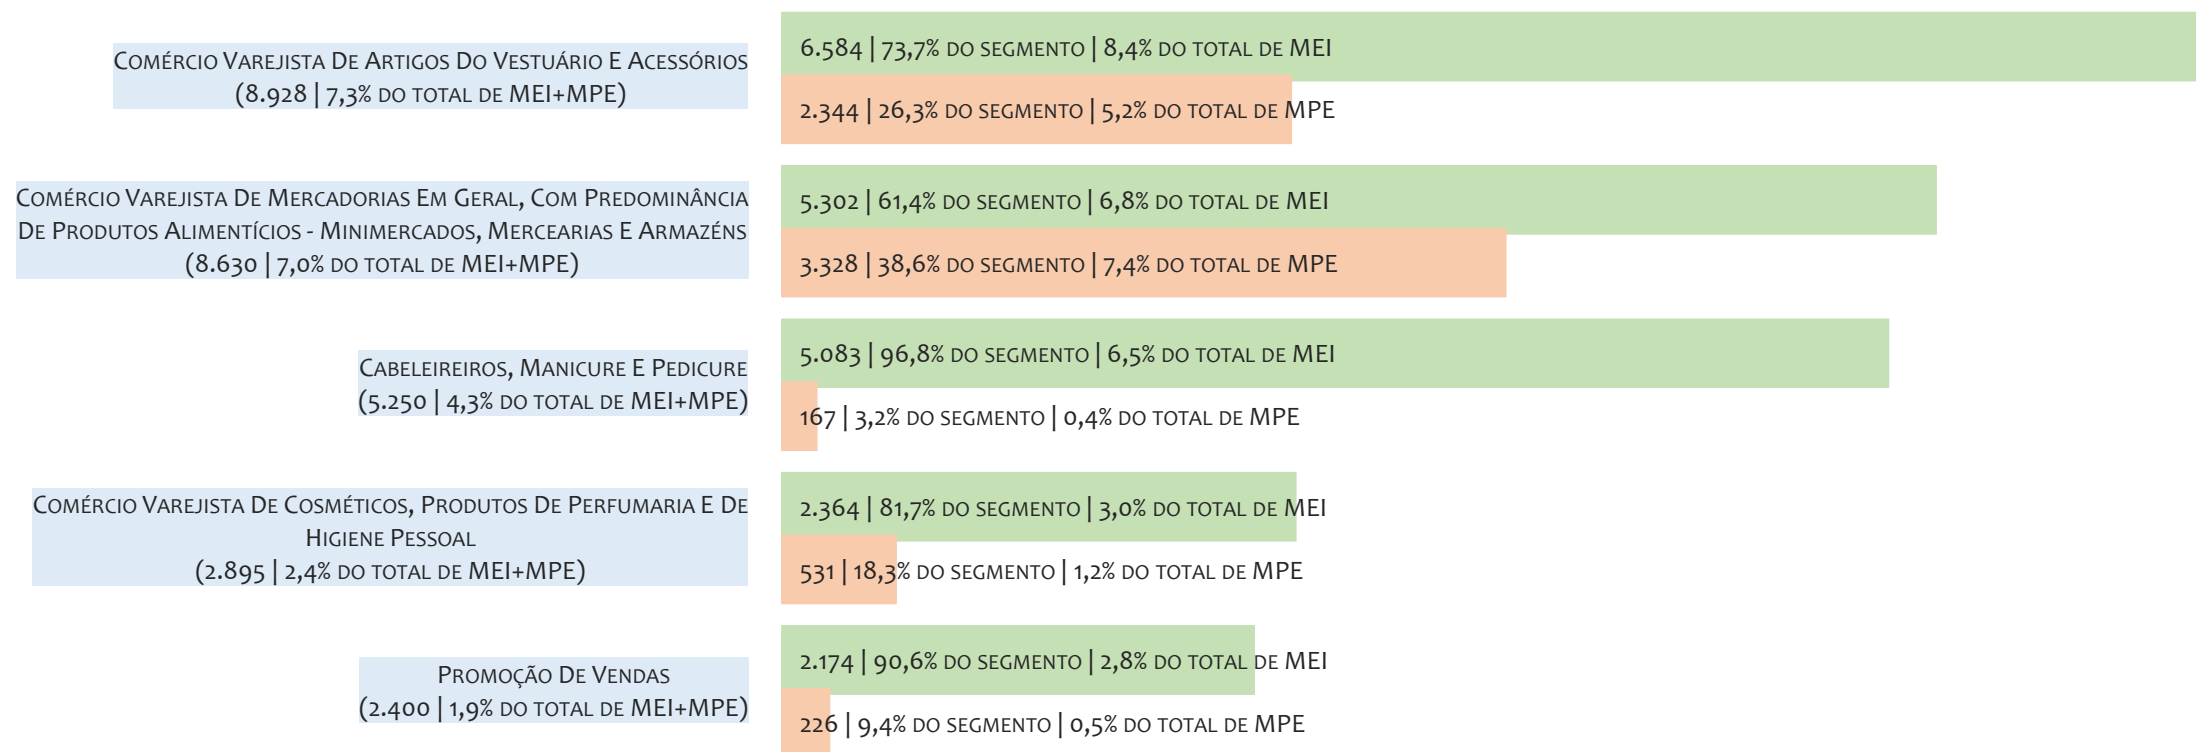 Comércio Varejista De Artigos Do Vestuário E Acessórios
(8.928 | 7,3% do total de MEI+MPE)
6.584 | 73,7% do segmento | 8,4% do total de MEI
2.344 | 26,3% do segmento | 5,2% do total de MPE
Comércio Varejista De Mercadorias Em Geral, Com Predominância
De Produtos Alimentícios - Minimercados, Mercearias E Armazéns
(8.630 | 7,0% do total de MEI+MPE)
5.302 | 61,4% do segmento | 6,8% do total de MEI
3.328 | 38,6% do segmento | 7,4% do total de MPE
Cabeleireiros, Manicure E Pedicure
(5.250 | 4,3% do total de MEI+MPE)
5.083 | 96,8% do segmento | 6,5% do total de MEI
167 | 3,2% do segmento | 0,4% do total de MPE
Comércio Varejista De Cosméticos, Produtos De Perfumaria E De
Higiene Pessoal
(2.895 | 2,4% do total de MEI+MPE)
2.364 | 81,7% do segmento | 3,0% do total de MEI
531 | 18,3% do segmento | 1,2% do total de MPE
Promoção De Vendas
(2.400 | 1,9% do total de MEI+MPE)
2.174 | 90,6% do segmento | 2,8% do total de MEI
226 | 9,4% do segmento | 0,5% do total de MPE